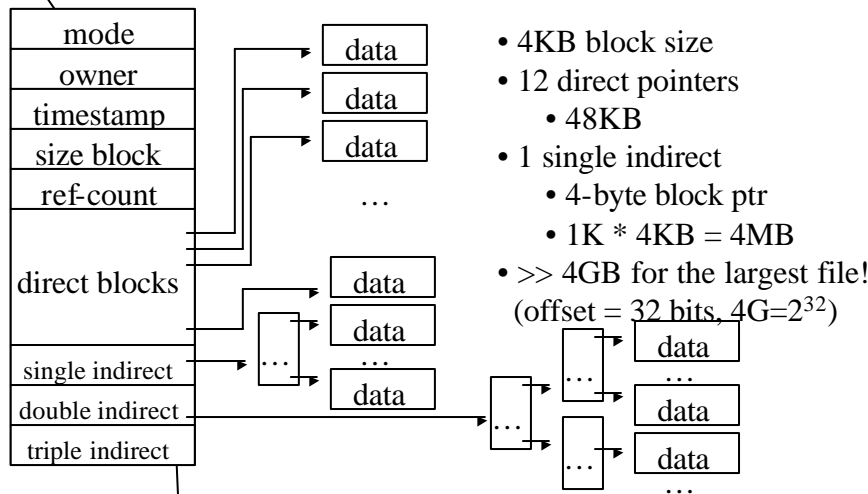 mode
owner
timestamp
size block
ref-count
direct blocks
single indirect
double indirect
triple indirect
data
data
data
…
data
…
data
…
data
…
…
data
…
data
…
data
…
• 4KB block size
• 12 direct pointers
• 48KB
• 1 single indirect
• 4-byte block ptr
• 1K * 4KB = 4MB
• >> 4GB for the largest file!
(offset = 32 bits, 4G=2³²)